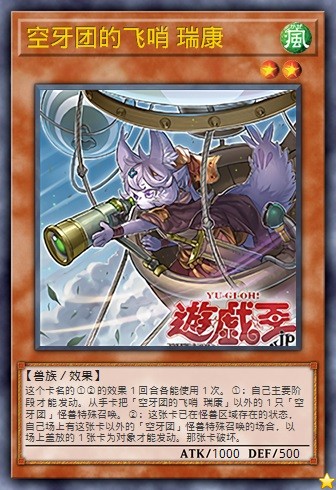 空牙团的飞哨 瑞康
風
YU-GI-OH!
遊戯王
.JP
【兽族/效果】
这个卡名的①②的效果1回合各能使用1次。①：自己主要阶
段才能发动。从手卡把「空牙团的飞哨 瑞康」以外的1只「空
牙团」怪兽特殊召唤。②：这张卡已在怪兽区域存在的状态，
自己场上有这张卡以外的「空牙团」怪兽特殊召唤的场合，以
场上盖放的1张卡为对象才能发动。那张卡破坏。
ATK/1000 DEF/500